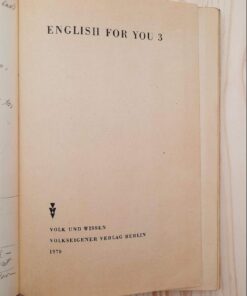 ENGLISH FOR YOU 3
VOLK UND WISSEN
VOLKSEIGENER VERLAG BERLIN
1970